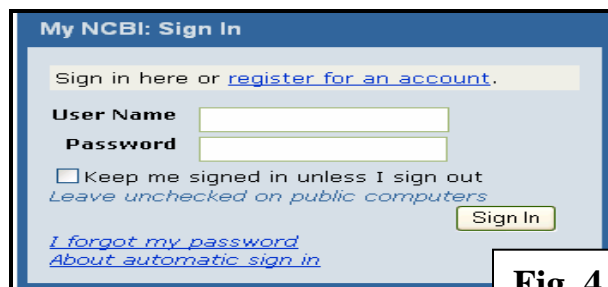 My NCBI: Sign In
Sign in here or register for an account.
User Name
Password
Keep me signed in unless I sign out
Leave unchecked on public computers
Sign In
I forgot my password
About automatic sign in
Fig. 4